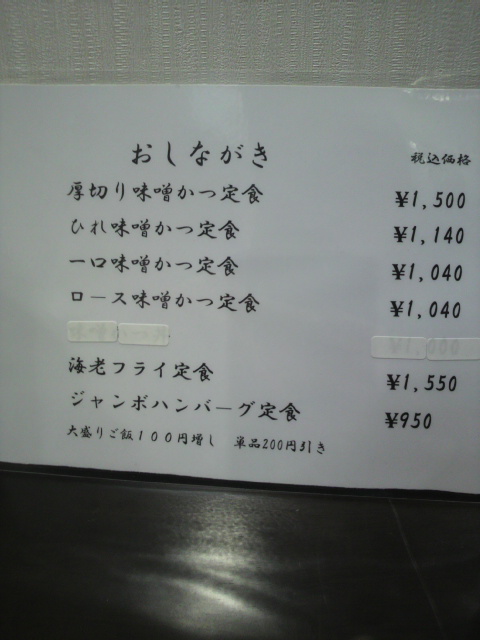 おしながき 税込価格
厚切り味噌かつ定食 ¥1,500
ひれ味噌かつ定食 ¥1,140
一口味噌かつ定食 ¥1,040
ロース味噌かつ定食 ¥1,040
海老フライ定食 ¥1,550
ジャンボハンバーグ定食 ¥950
大盛りご飯100円増し 単品200円引き